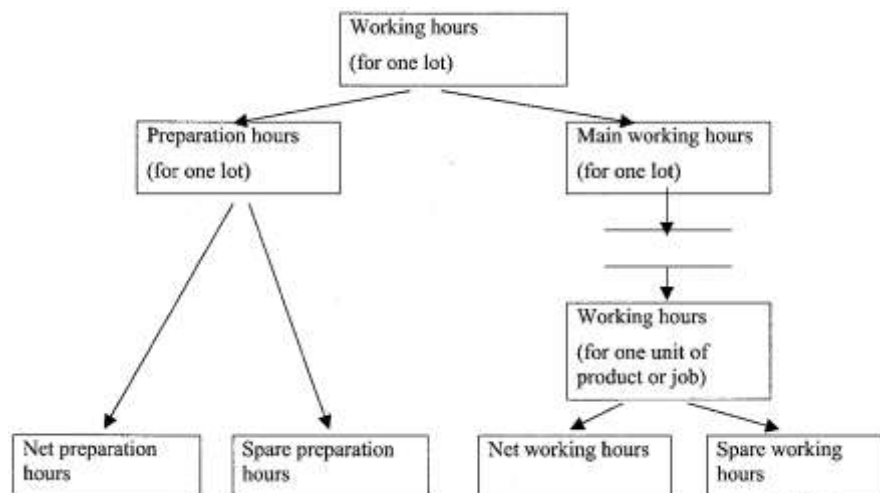 Working hours
(for one lot)
Preparation hours
(for one lot)
Main working hours
(for one lot)
Working hours
(for one unit of
product or job)
Net preparation
hours
Spare preparation
hours
Net working hours
Spare working
hours